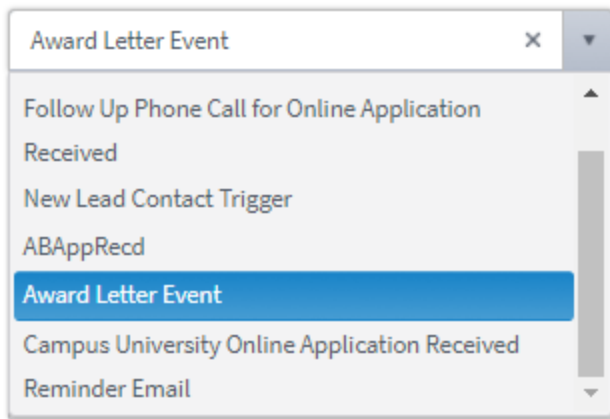 Award Letter Event
Follow Up Phone Call for Online Application
Received
New Lead Contact Trigger
ABAppRecd
Award Letter Event
Campus University Online Application Received
Reminder Email